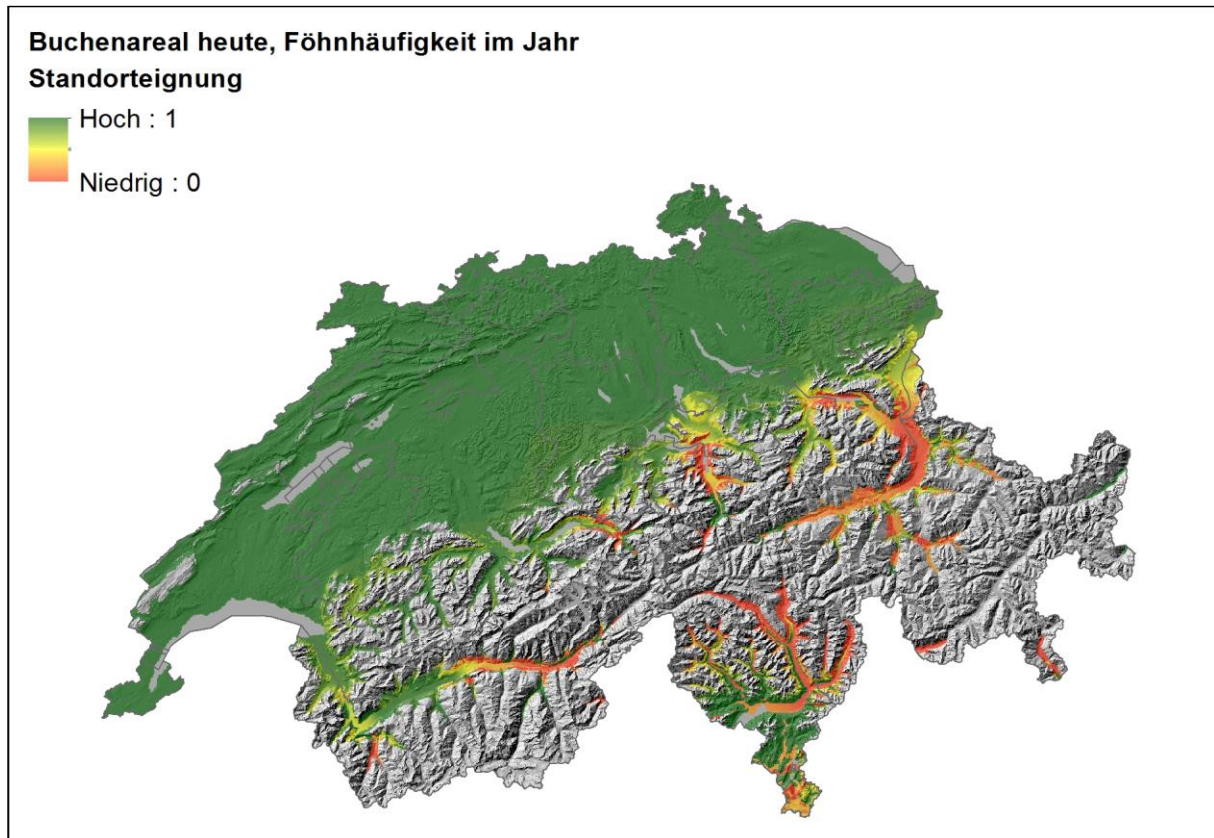 Buchenareal heute, Föhnhäufigkeit im Jahr
Standorteignung
Hoch : 1
Niedrig : 0